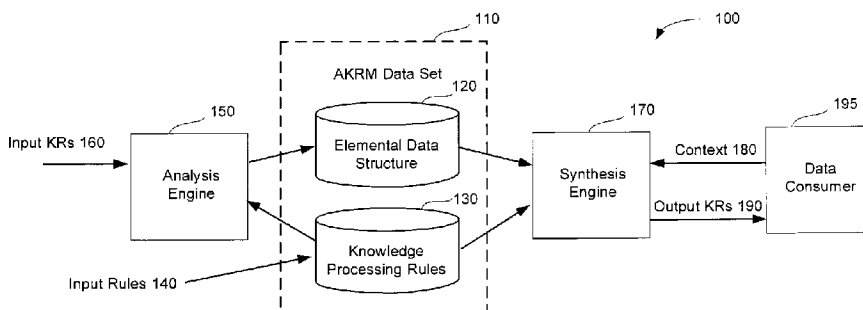 110
100
AKRM Data Set
120
150
170
195
Input KRs 160
Elemental Data
Structure
Context 180
Analysis
Engine
Synthesis
Engine
Data
Consumer
130
Output KRs 190
Knowledge
Processing Rules
Input Rules 140